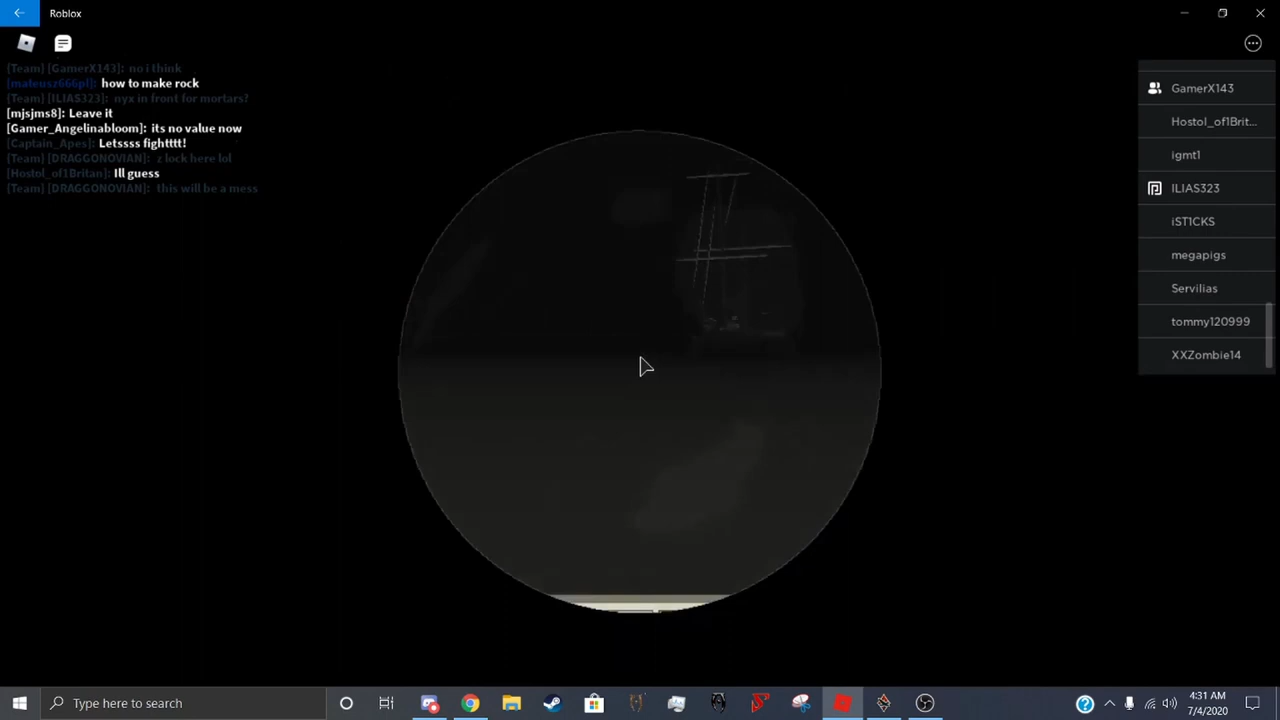 Roblox
{Team} [GamerX143]: no i think
[mateusz666pl]: how to make rock
{Team} [ILIAS323]: nyx in front for mortars?
[mjsjms8]: Leave it
[Gamer_Angelinabloom]: its no value now
[Captain_Apes]: Letssss fightttt!
{Team} [DRAGGONOVIAN]: z lock here lol
[Hostol_of1Britan]: Ill guess
{Team} [DRAGGONOVIAN]: this will be a mess
GamerX143
Hostol_of1Brit...
igmt1
ILIAS323
iSTICKS
megapigs
Servilias
tommy120999
XXZombie14
Type here to search
4:31 AM
7/4/2020